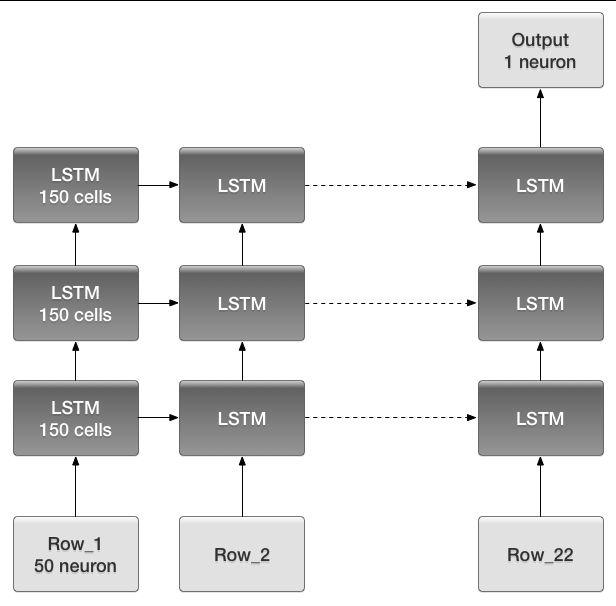 Output
1 neuron
LSTM
150 cells
LSTM
LSTM
LSTM
150 cells
LSTM
LSTM
LSTM
150 cells
LSTM
LSTM
Row_1
50 neuron
Row_2
Row_22